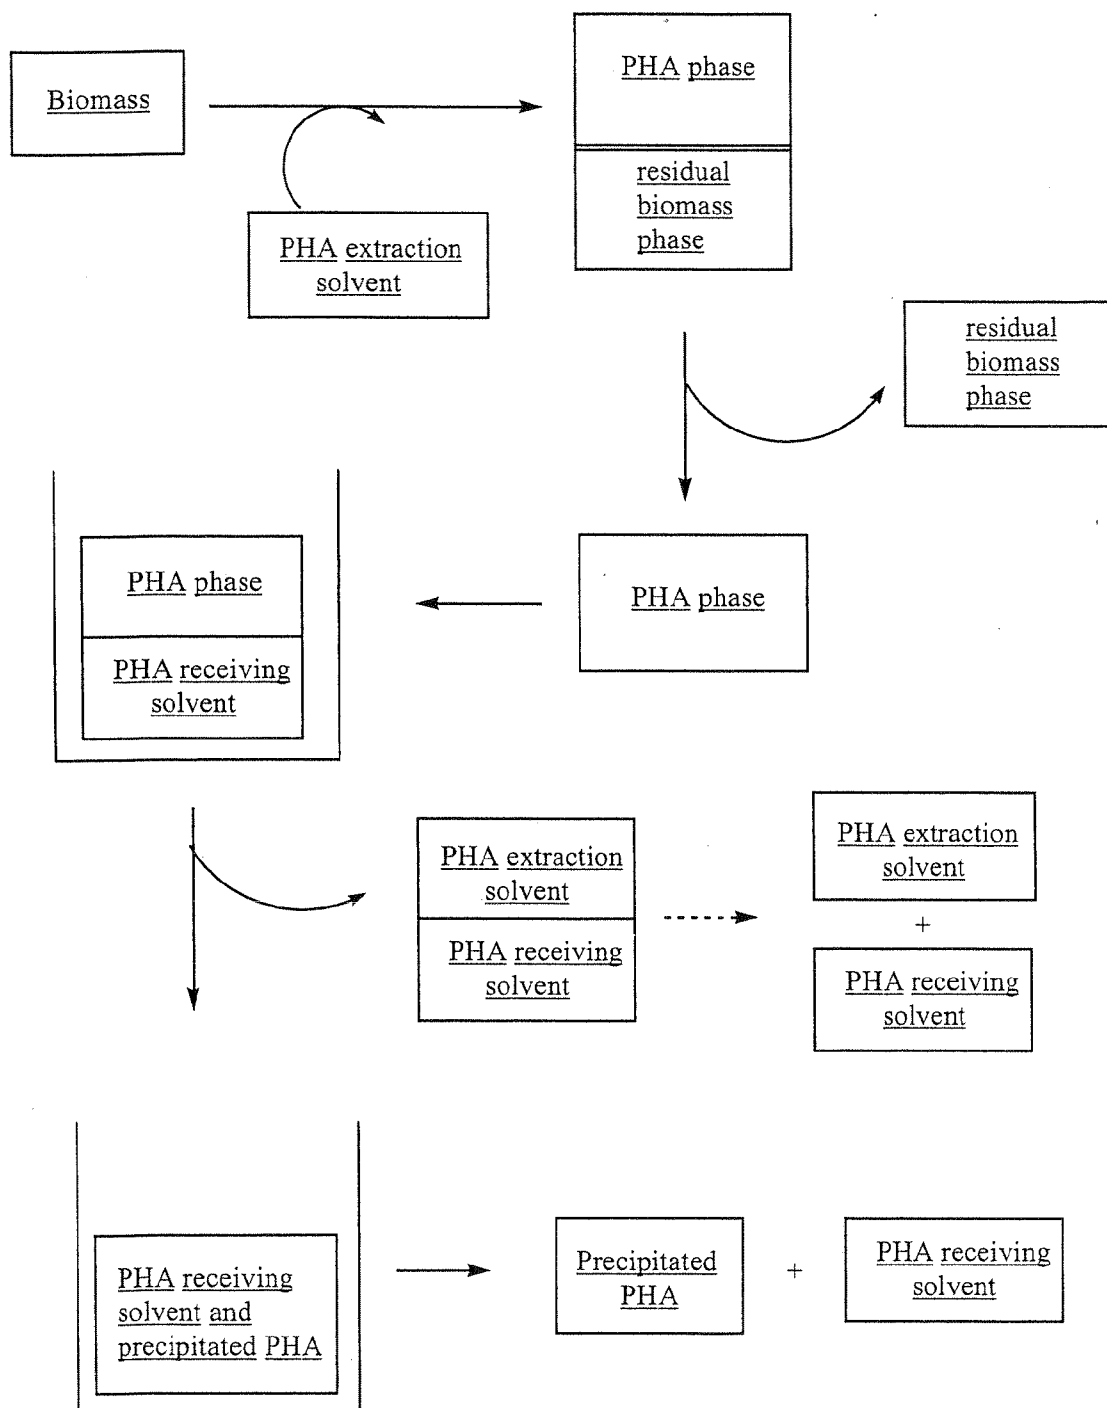 Biomass
PHA phase
residual
biomass
phase
PHA extraction
solvent
residual
biomass
phase
PHA phase
PHA receiving
solvent
PHA phase
PHA extraction
solvent
PHA receiving
solvent
PHA extraction
solvent
+
PHA receiving
solvent
PHA receiving
solvent and
precipitated PHA
Precipitated
PHA
+
PHA receiving
solvent